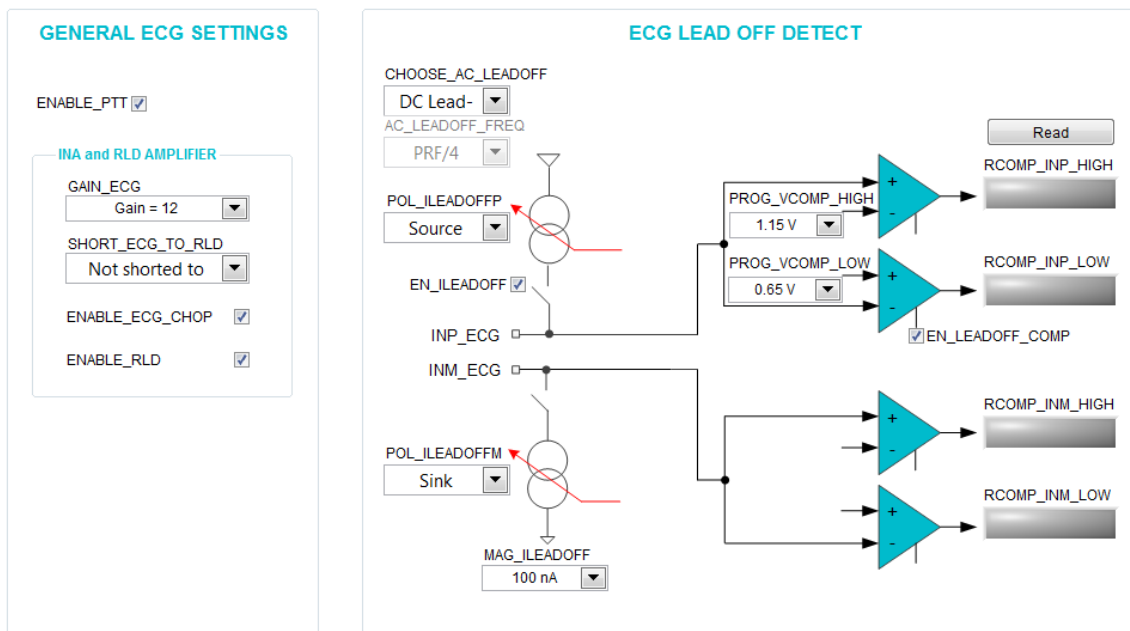 GENERAL ECG SETTINGS
ENABLE_PTT
INA and RLD AMPLIFIER
GAIN_ECG
Gain = 12
SHORT_ECG_TO_RLD
Not shorted to
ENABLE_ECG_CHOP
ENABLE_RLD
ECG LEAD OFF DETECT
CHOOSE_AC_LEADOFF
DC Lead-
AC_LEADOFF_FREQ
PRF/4
POL_ILEADOFFP
Source
EN_ILEADOFF
INP_ECG
INM_ECG
POL_ILEADOFFM
Sink
MAG_ILEADOFF
100 nA
PROG_VCOMP_HIGH
1.15 V
PROG_VCOMP_LOW
0.65 V
+
-
+
-
EN_LEADOFF_COMP
+
-
+
-
Read
RCOMP_INP_HIGH
RCOMP_INP_LOW
RCOMP_INM_HIGH
RCOMP_INM_LOW